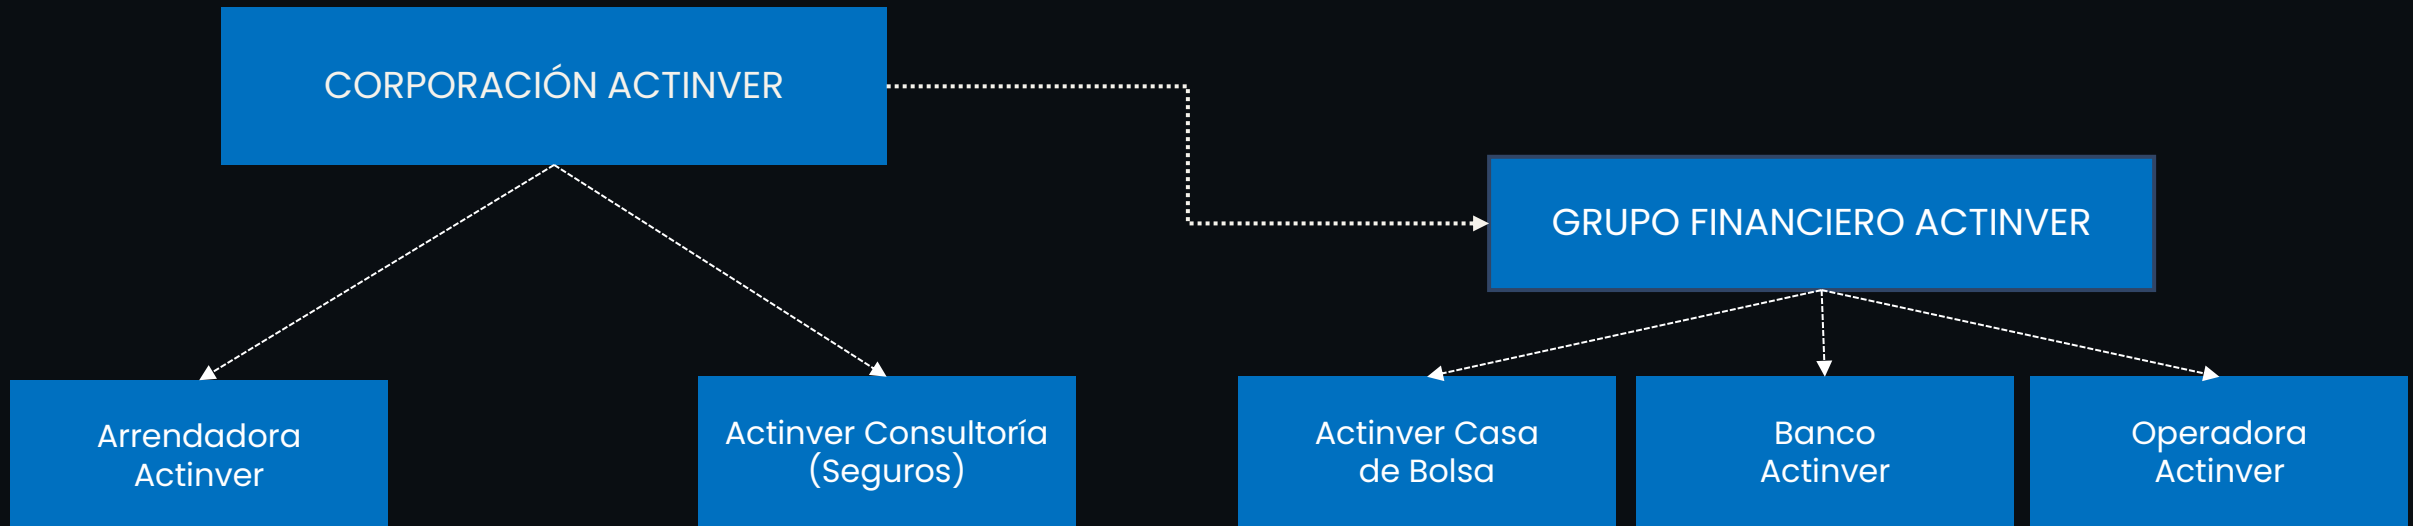 CORPORACIÓN ACTINVER
GRUPO FINANCIERO ACTINVER
Arrendadora
Actinver
Actinver Consultoría
(Seguros)
Actinver Casa
de Bolsa
Banco
Actinver
Operadora
Actinver